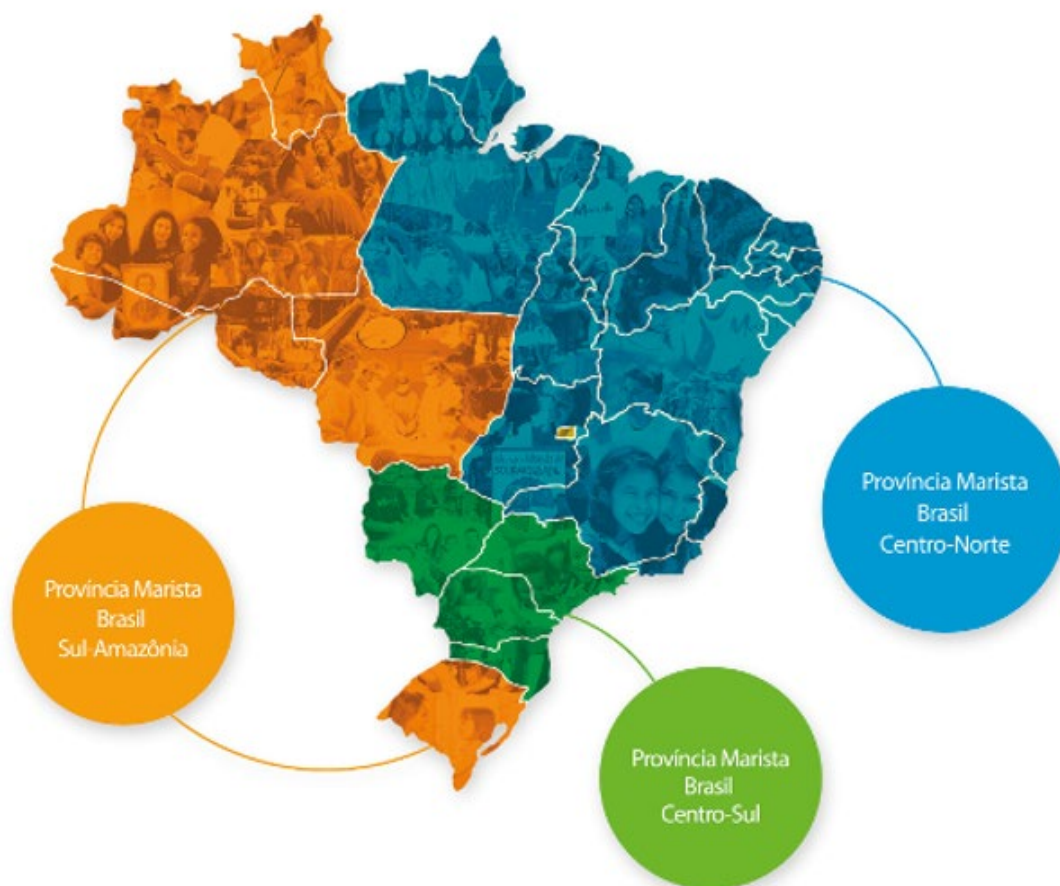 Província Marista
Brasil
Centro-Norte
Província Marista
Brasil
Sul-Amazônia
Província Marista
Brasil
Centro-Sul